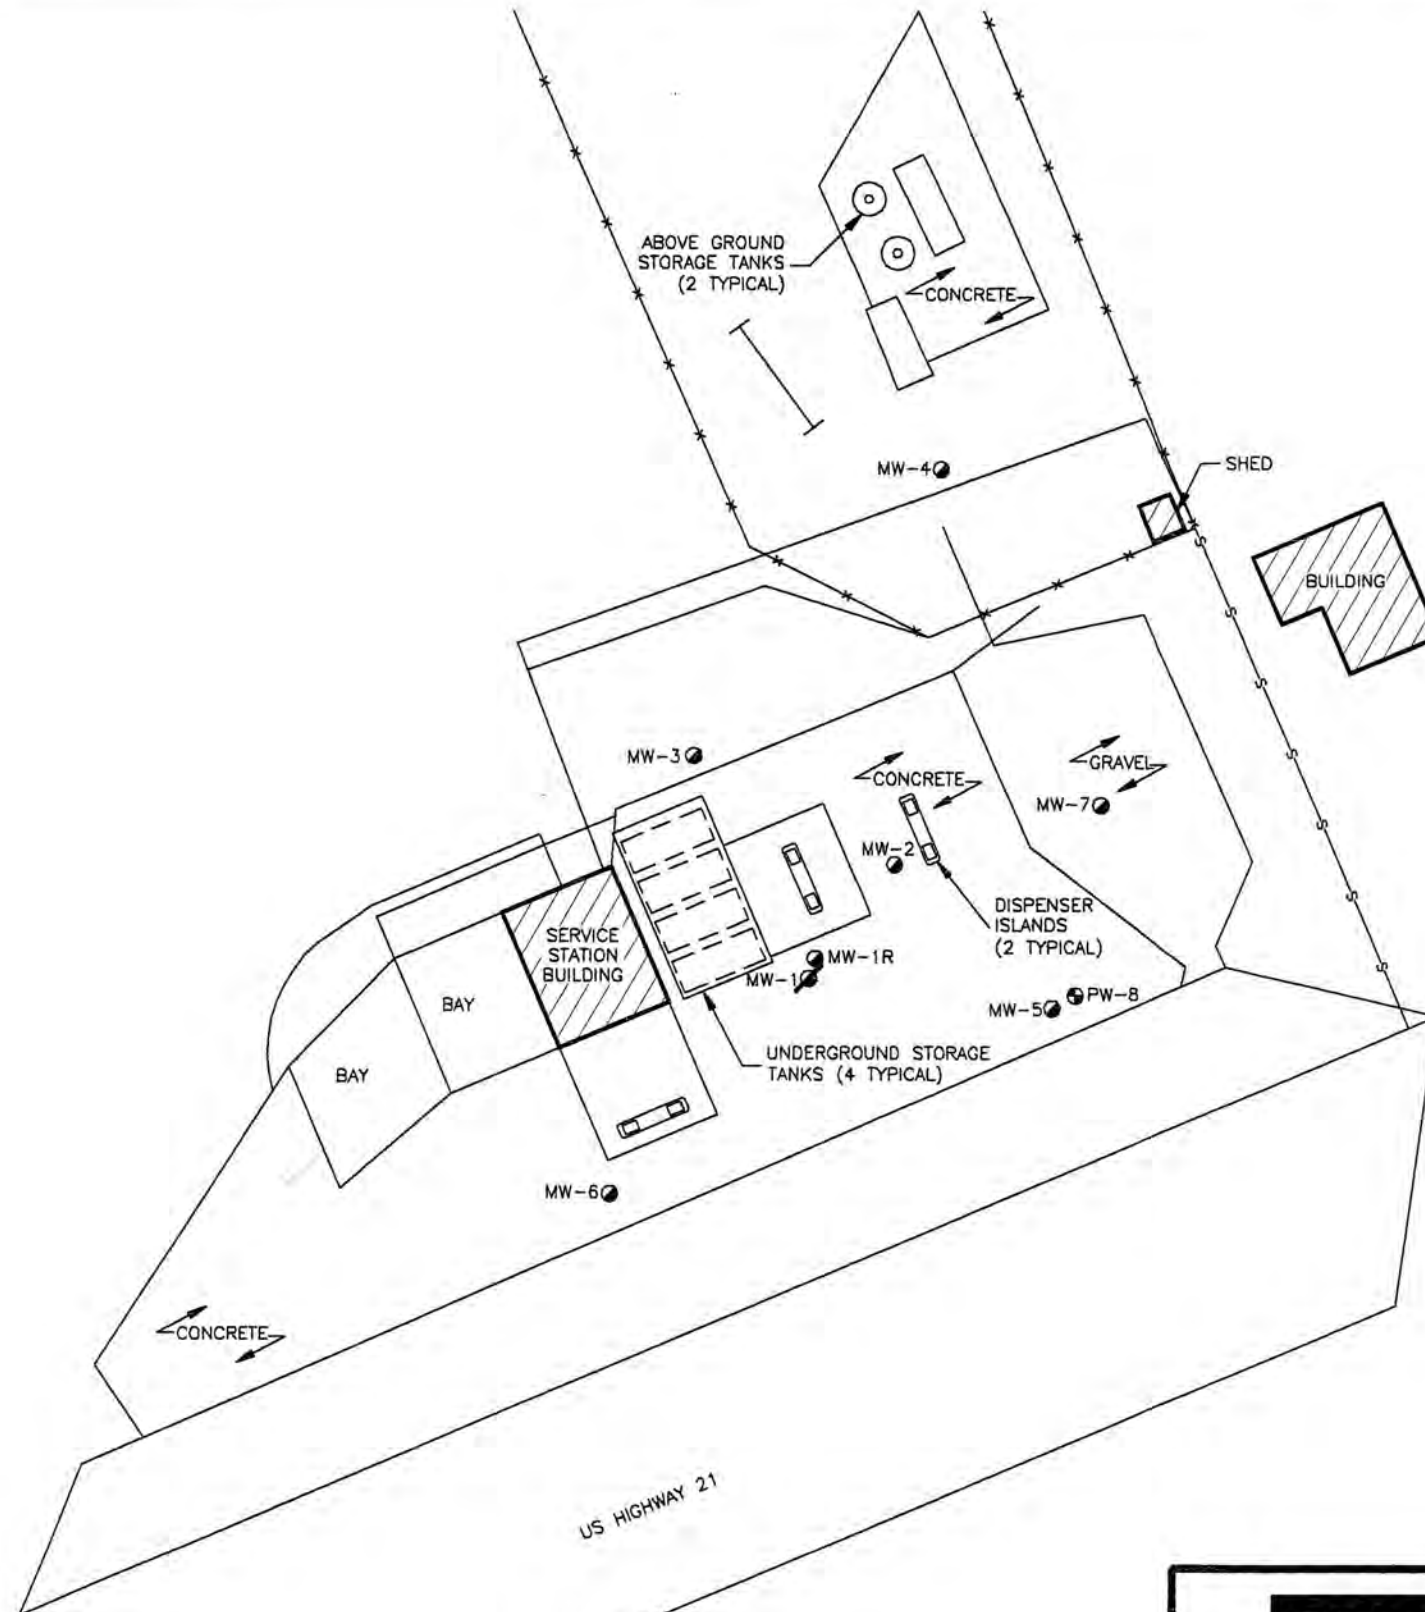 ABOVE GROUND
STORAGE TANKS
(2 TYPICAL)
CONCRETE
MW-4
SHED
BUILDING
MW-3
CONCRETE
GRAVEL
MW-7
MW-2
DISPENSER
ISLANDS
(2 TYPICAL)
SERVICE
STATION
BUILDING
MW-1R
MW-1
BAY
MW-5
PW-8
UNDERGROUND STORAGE
TANKS (4 TYPICAL)
BAY
MW-6
CONCRETE
US HIGHWAY 21
S
S
S
S
S
S
S